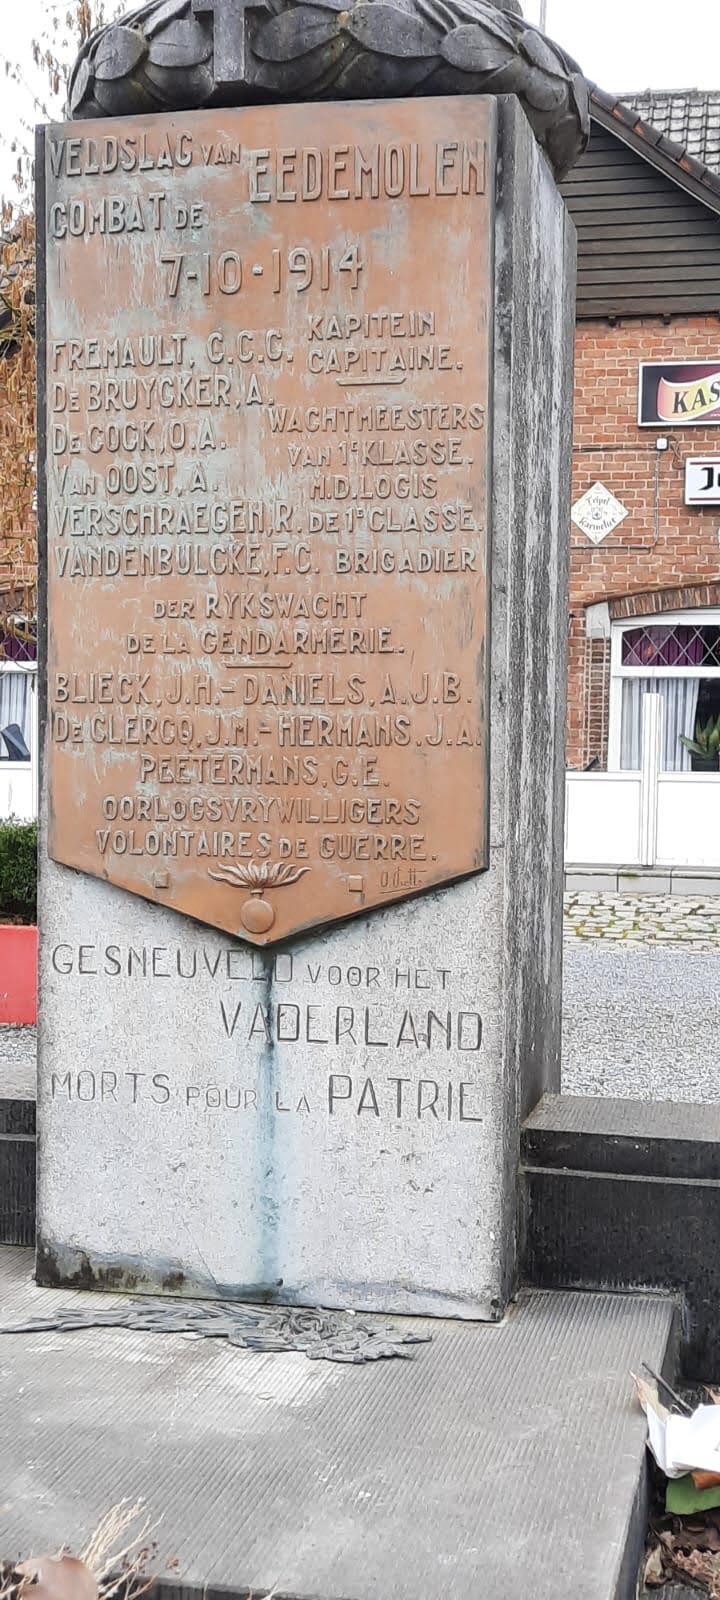 VELDSLAG VAN EEDEMOLEN
COMBAT DE
7-10-1914
FREMAULT, C.C.C. KAPITEIN
CAPITAINE.
DE BRUYCKER, A.
DE COCK, O.A.
VAN OOST, A.
VERSCHRAEGEN, R.
WACHTMEESTERS
VAN 1E KLASSE.
M.D.LOGIS
DE 1E CLASSE.
VANDENBULCKE, F.C. BRIGADIER
DER RYKSWACHT
DE LA GENDARMERIE.
BLIECK, J.H.- DANIELS, A.J.B.
DE CLERCQ, J.M.- HERMANS. J.A.
PEETERMANS, G.E.
OORLOGSVRYWILLIGERS
VOLONTAIRES DE GUERRE.
GESNEUVELD VOOR HET
VADERLAND
MORTS POUR LA PATRIE
KAS
Tripel
Karmeliet